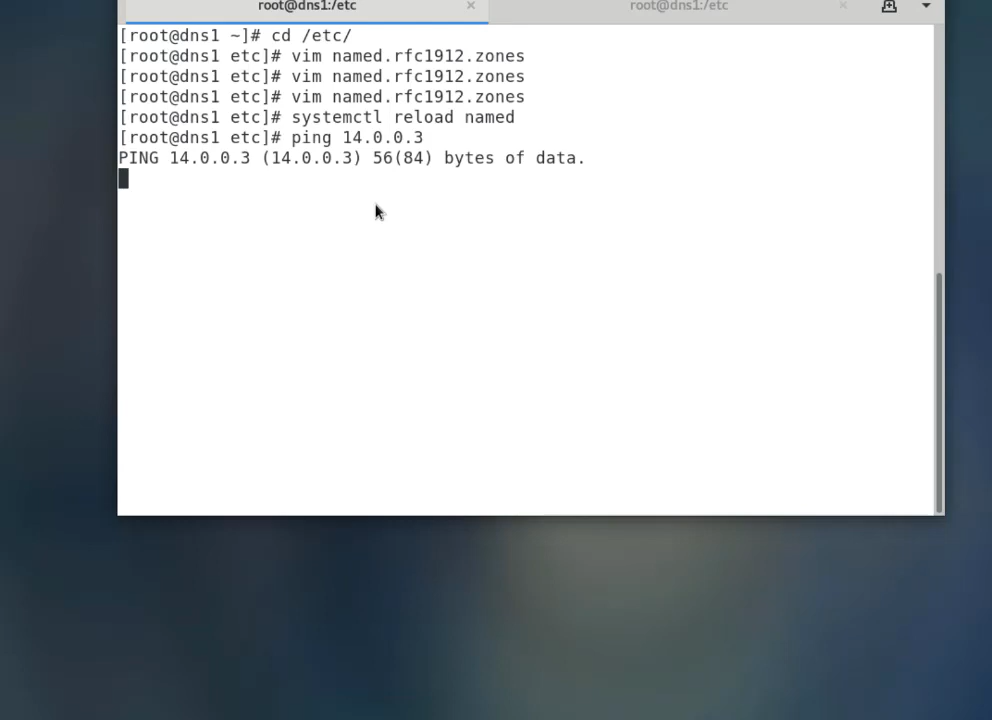 root@dns1:/etc × root@dns1:/etc ×
[root@dns1 ~]# cd /etc/
[root@dns1 etc]# vim named.rfc1912.zones
[root@dns1 etc]# vim named.rfc1912.zones
[root@dns1 etc]# vim named.rfc1912.zones
[root@dns1 etc]# systemctl reload named
[root@dns1 etc]# ping 14.0.0.3
PING 14.0.0.3 (14.0.0.3) 56(84) bytes of data.